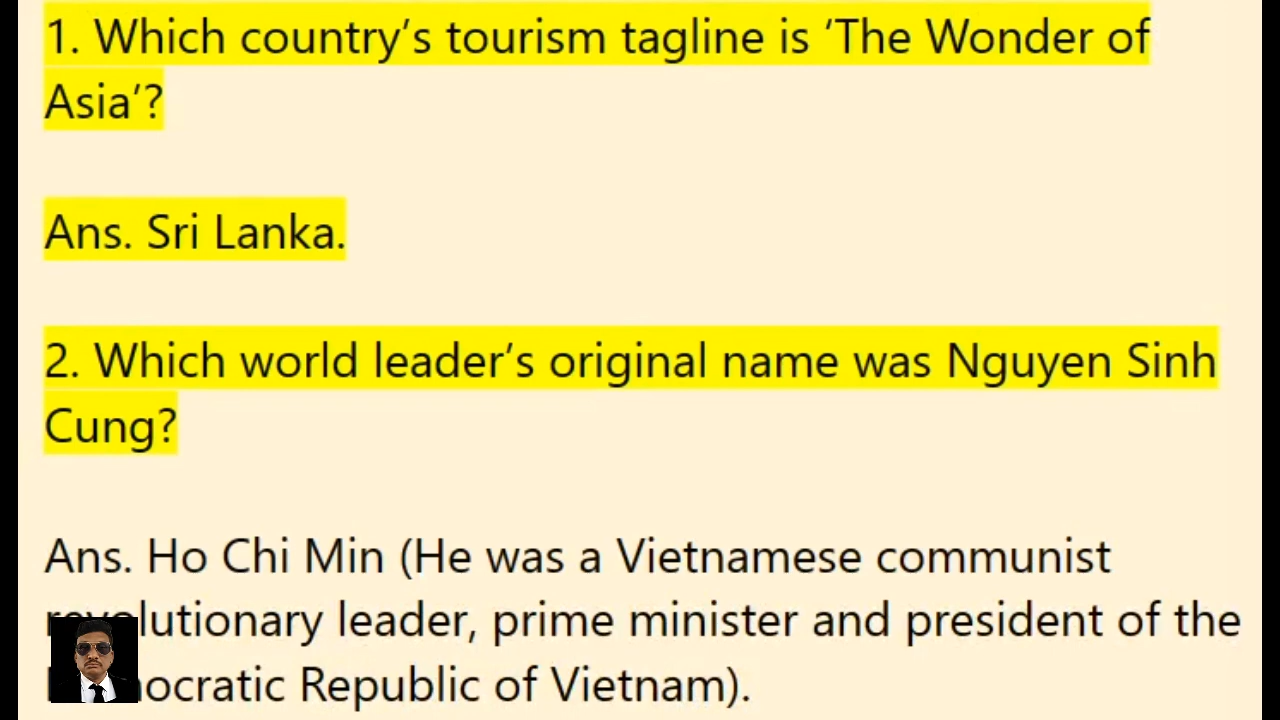 1. Which country’s tourism tagline is ‘The Wonder of
Asia’?
Ans. Sri Lanka.
2. Which world leader’s original name was Nguyen Sinh
Cung?
Ans. Ho Chi Min (He was a Vietnamese communist
revolutionary leader, prime minister and president of the
Democratic Republic of Vietnam).